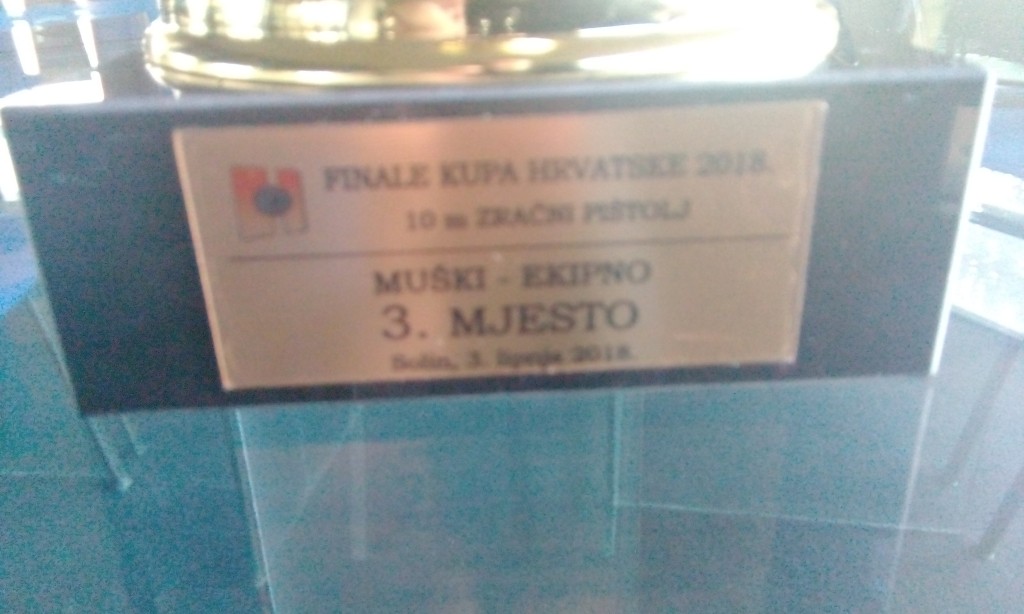 FINALE KUPA HRVATSKE 2018.
10 m ZRAČNI PIŠTOLJ
MUŠKI - EKIPNO
3. MJESTO
Solin, 3. lipnja 2018.